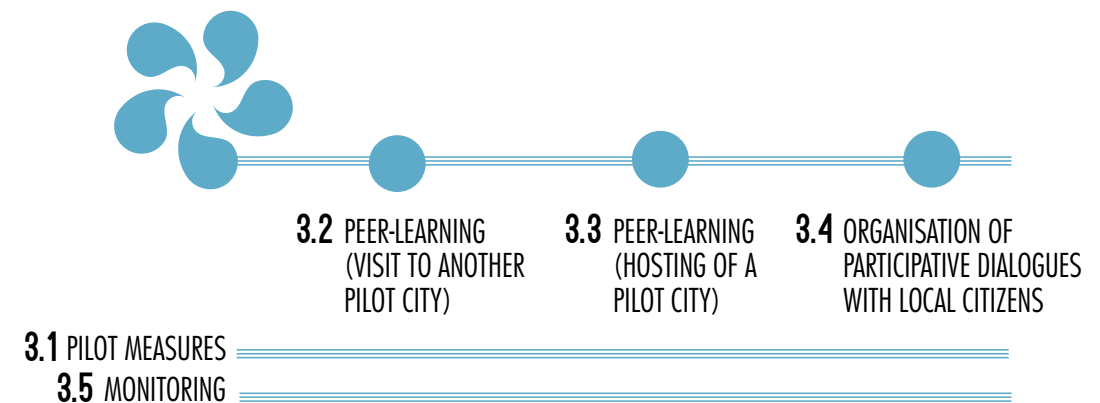 3.2 PEER-LEARNING
(VISIT TO ANOTHER
PILOT CITY)
3.3 PEER-LEARNING
(HOSTING OF A
PILOT CITY)
3.4 ORGANISATION OF
PARTICIPATIVE DIALOGUES
WITH LOCAL CITIZENS
3.1 PILOT MEASURES
3.5 MONITORING